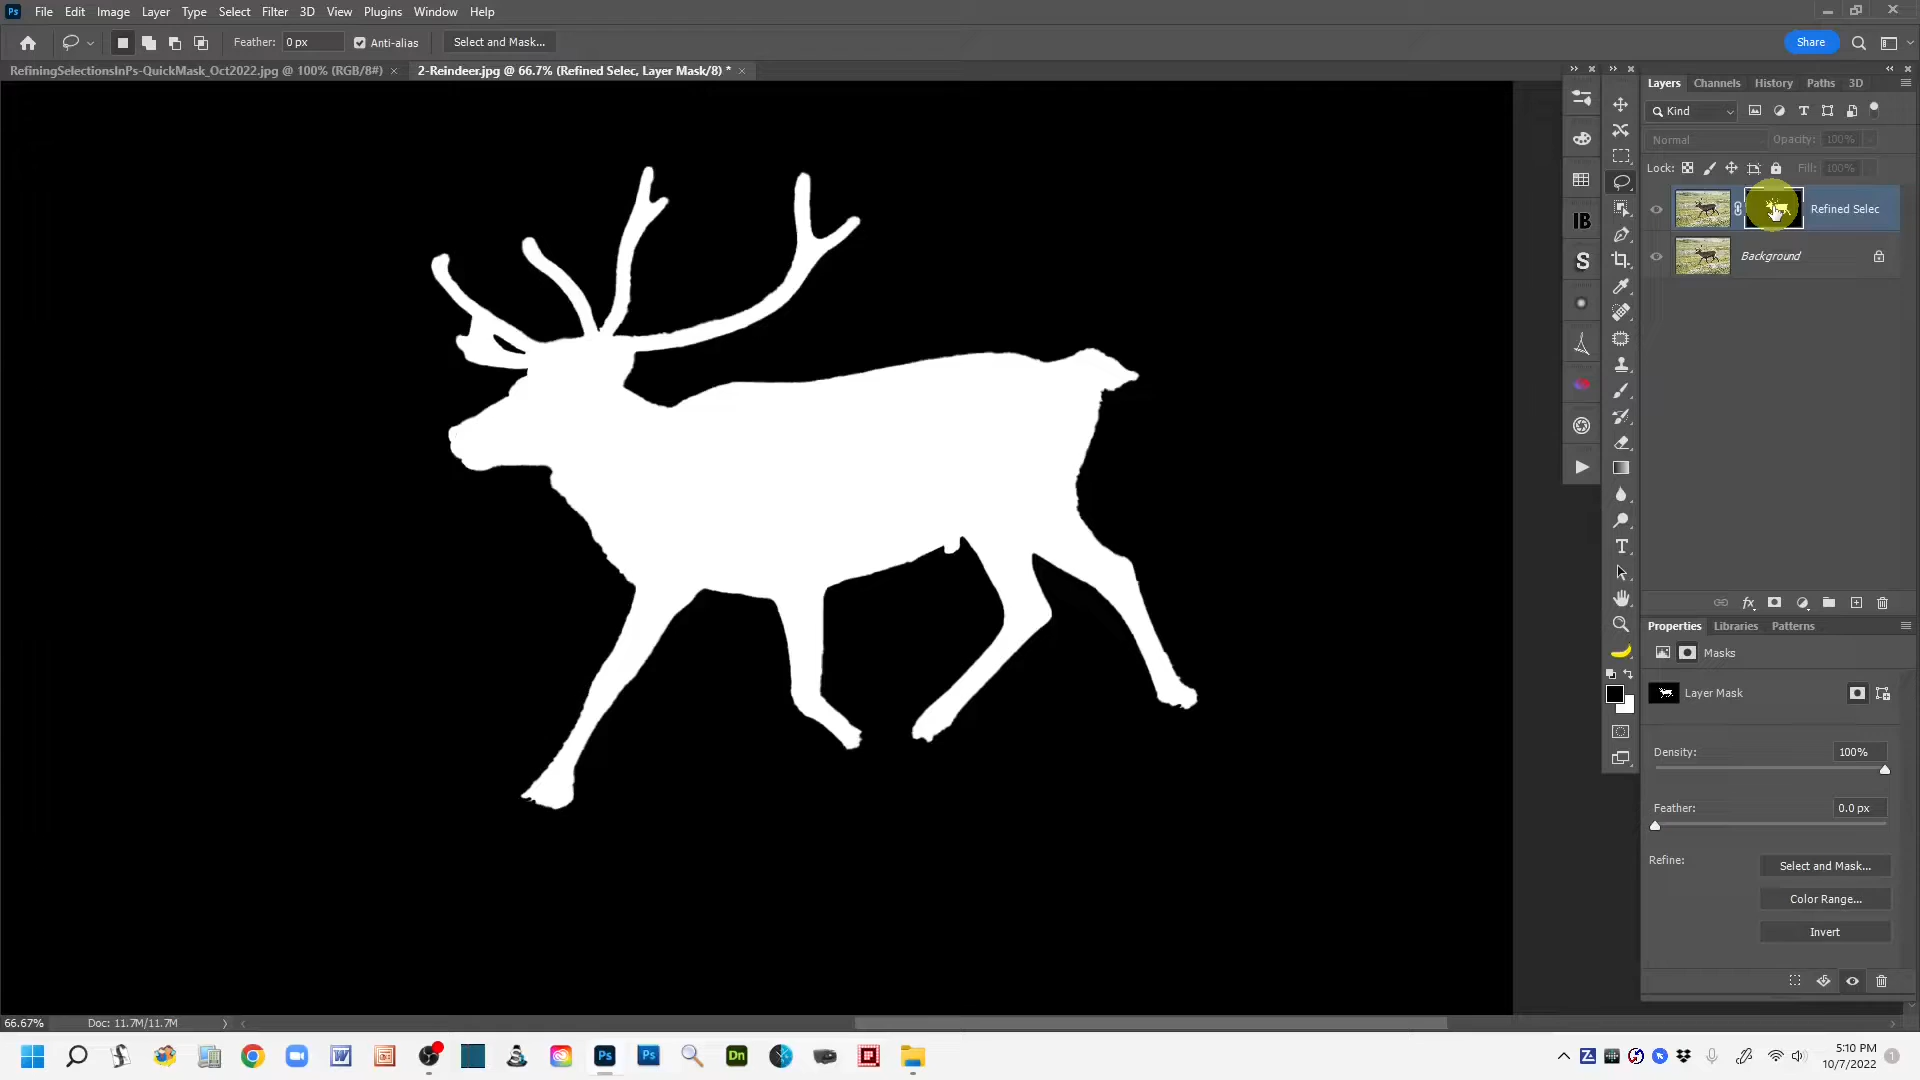 Ps File Edit Image Layer Type Select Filter 3D View Plugins Window Help
Feather: 0 px Anti-alias Select and Mask... Share
RefiningSelectionsInPs-QuickMask_Oct2022.jpg @ 100% (RGB/8#) × 2-Reindeer.jpg @ 66.7% (Refined Selec, Layer Mask/8) * ×
Layers Channels History Paths 3D
Kind
Normal Opacity: 100%
Lock: Fill: 100%
Refined Selec
Background
IB
S
T
Properties Libraries Patterns
Masks
Layer Mask
Density: 100%
Feather: 0.0 px
Refine: Select and Mask...
Color Range...
Invert
66.67% Doc: 11.7M/11.7M
Ps Ps Dn
5:10 PM
10/7/2022